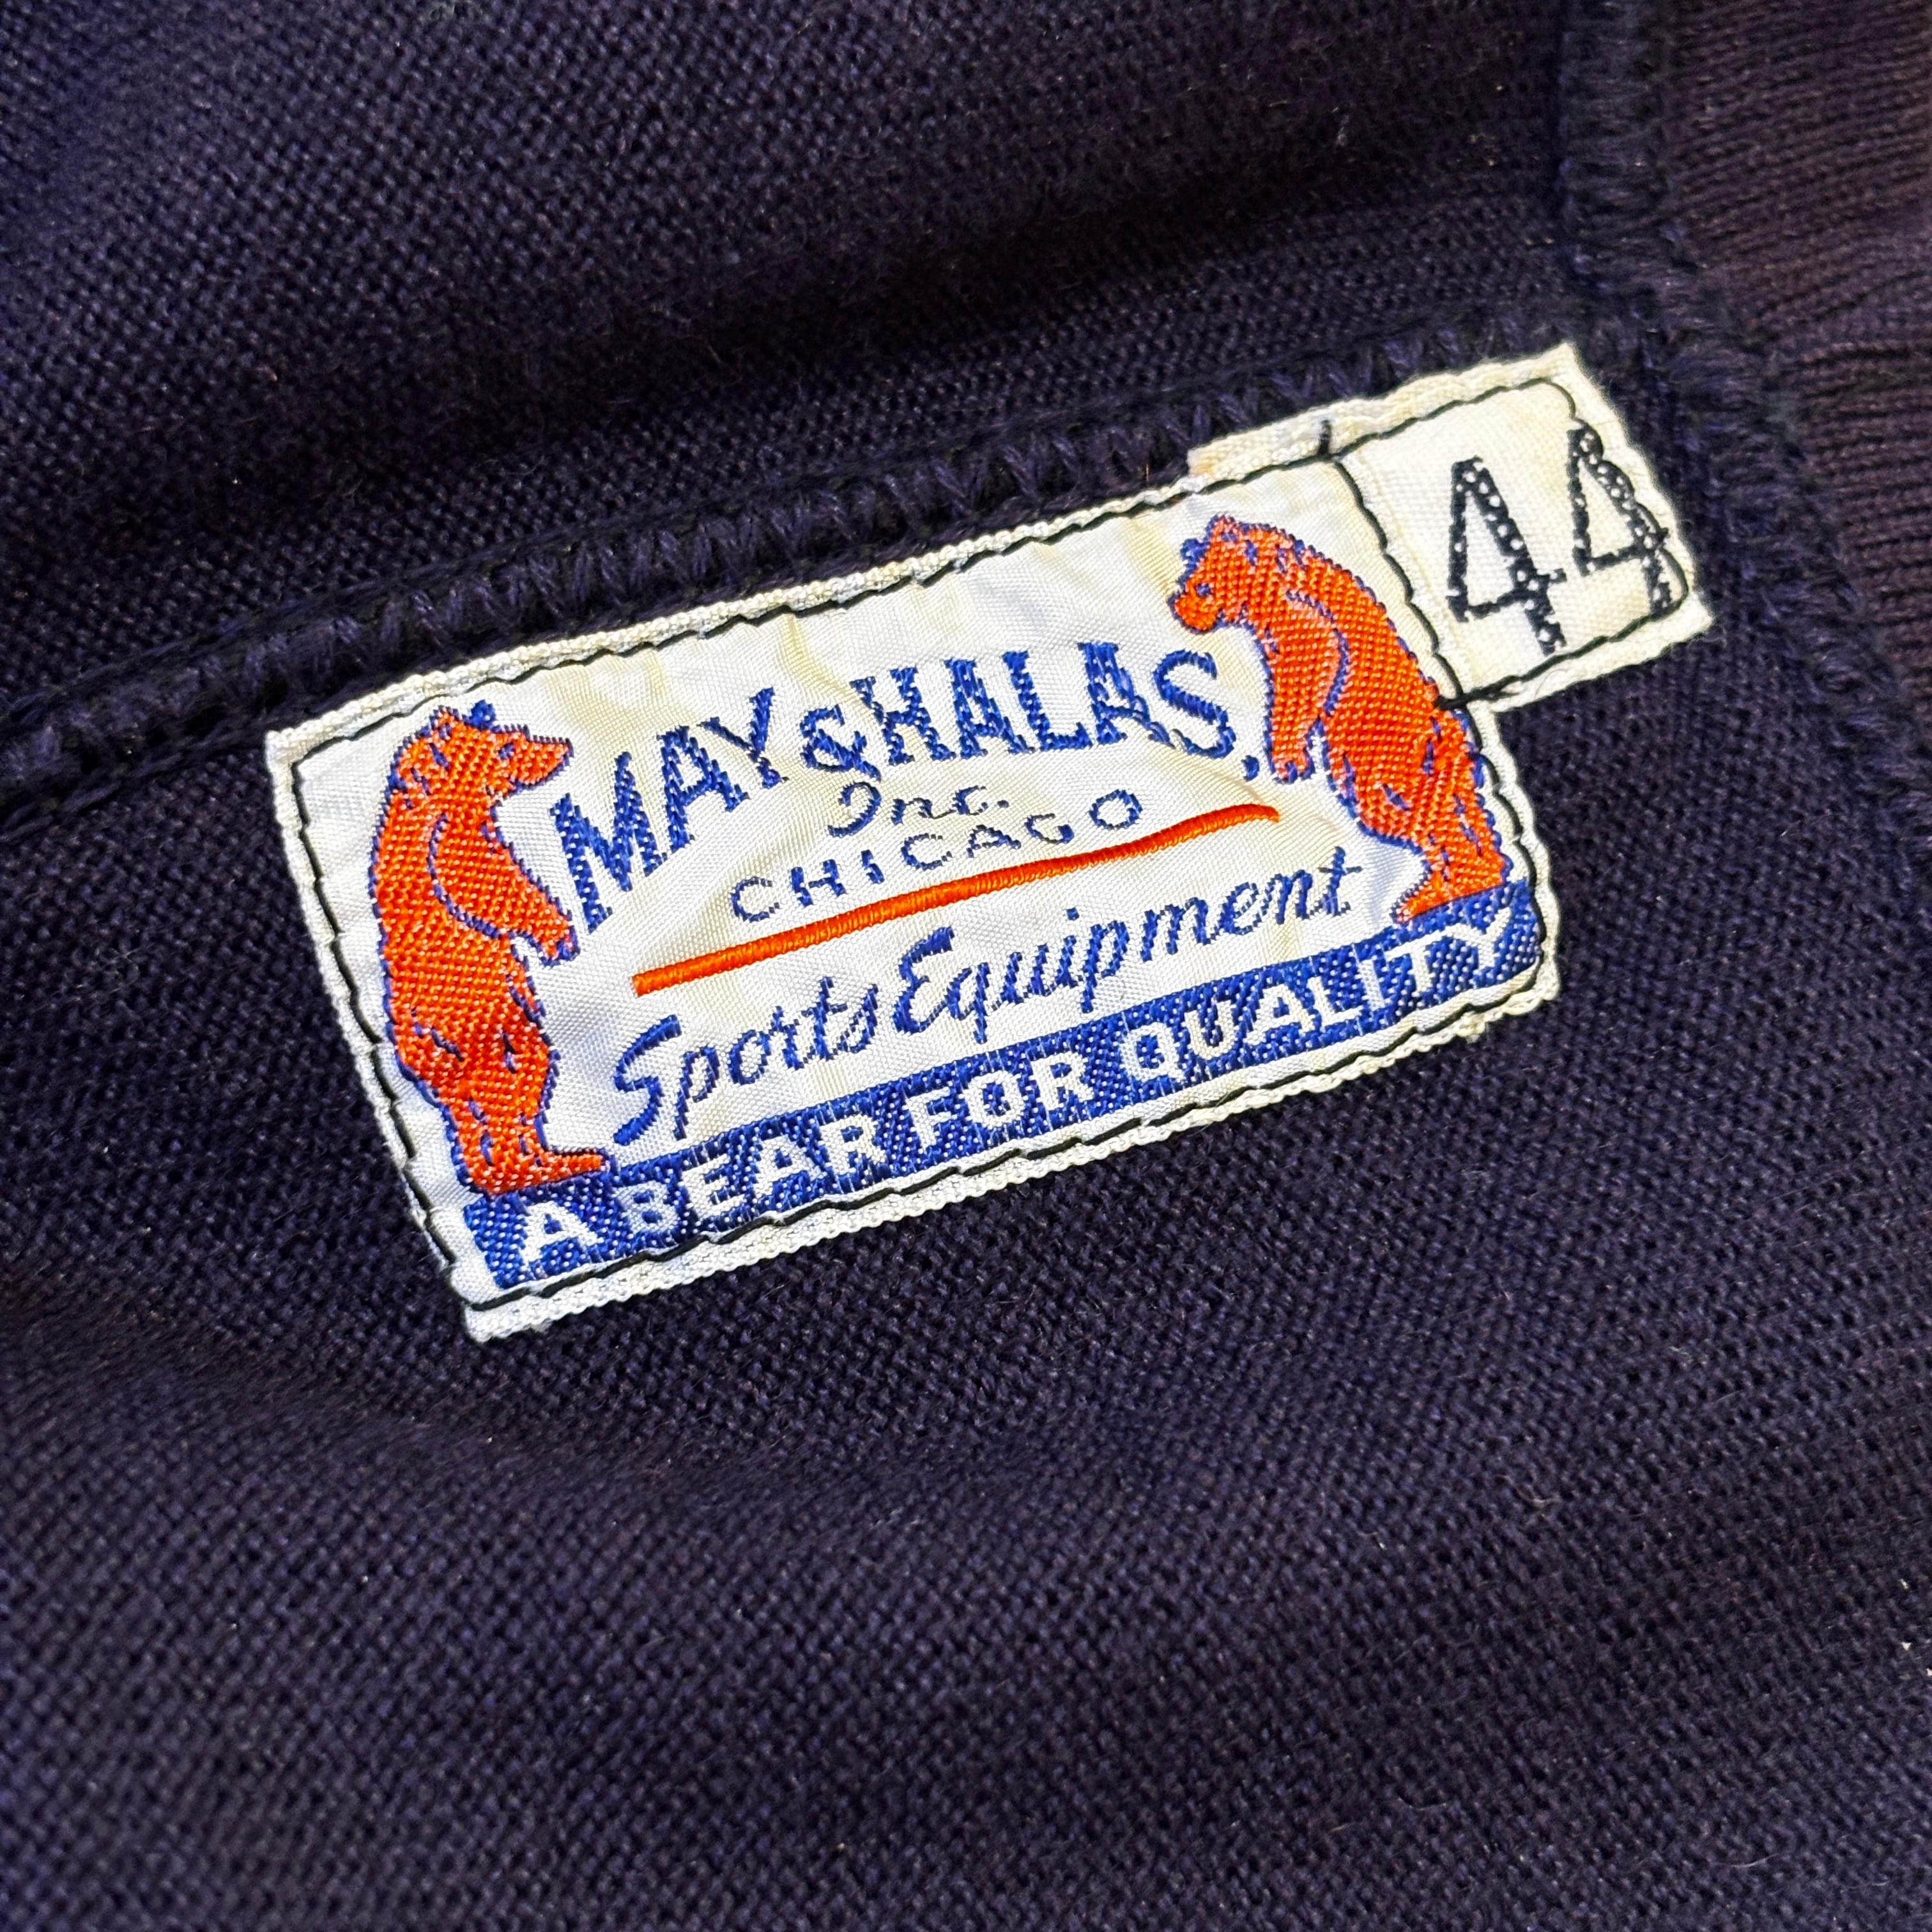 MAY & HALAS,
Inc.
CHICAGO
Sports Equipment
A BEAR FOR QUALITY
44